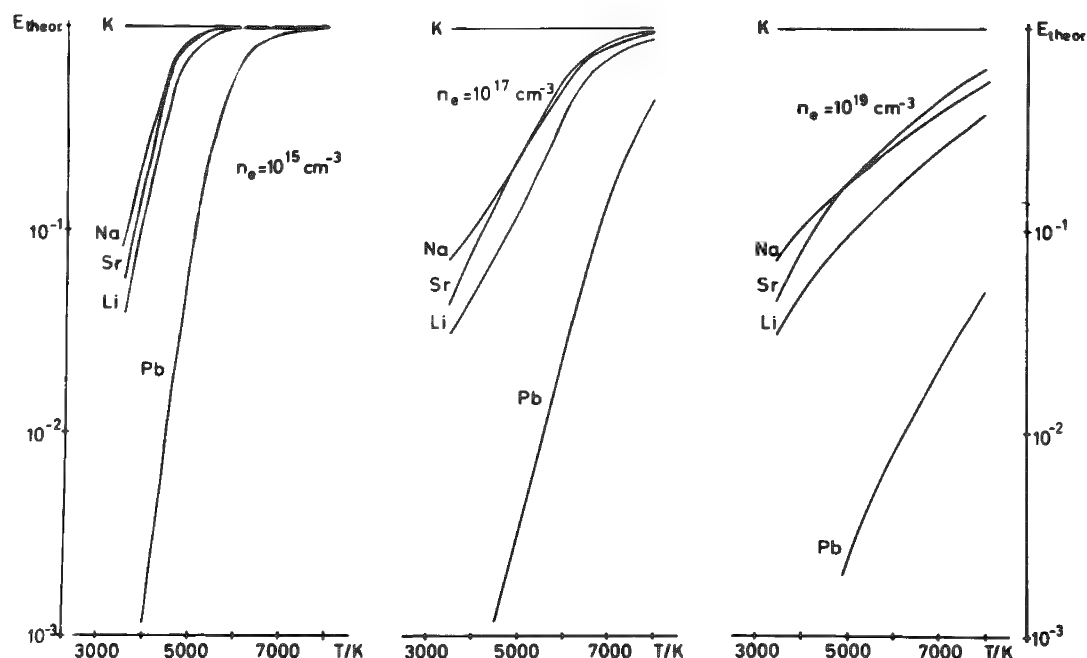 E_theor.
K
n_e = 10^15 cm^-3
10^-1
Na
Sr
Li
Pb
10^-2
10^-3
3000 5000 7000 T/K
K
n_e = 10^17 cm^-3
Na
Sr
Li
Pb
3000 5000 7000 T/K
K
E_theor.
n_e = 10^19 cm^-3
10^-1
Na
Sr
Li
10^-2
Pb
10^-3
3000 5000 7000 T/K